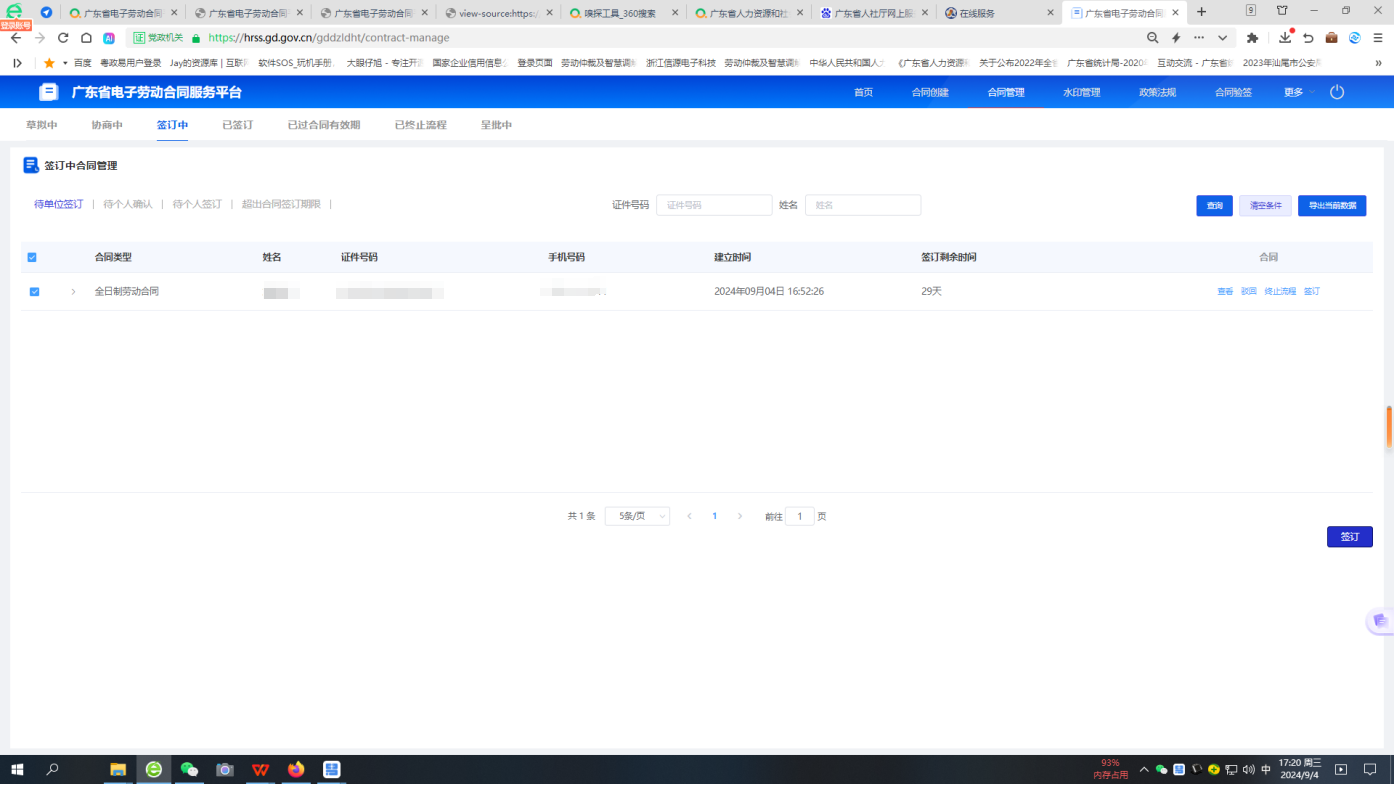 广东省电子劳动合同
广东省电子劳动合同
广东省电子劳动合同
view-source:https:/
嗅探工具_360搜索
广东省人力资源和社
广东省人社厅网上服
在线服务
广东省电子劳动合同
9
登录账号
AI
证 党政机关
https://hrss.gd.gov.cn/gddzldht/contract-manage
百度 粤政易用户登录 Jay的资源库 | 互联 软件SOS_玩机手册 大眼仔旭 - 专注开 国家企业信用信息 登录页面 劳动仲裁及智慧调 浙江信源电子科技 劳动仲裁及智慧调 中华人民共和国人 《广东省人力资源 关于公布2022年全 广东省统计局-2020 互动交流 - 广东省 2023年汕尾市公安
广东省电子劳动合同服务平台
首页 合同创建 合同管理 水印管理 政策法规 合同验签 更多
草拟中 协商中 签订中 已签订 已过合同有效期 已终止流程 呈批中
签订中合同管理
待单位签订 | 待个人确认 | 待个人签订 | 超出合同签订期限 |
证件号码 证件号码 姓名 姓名
查询 清空条件 导出当前数据
合同类型 姓名 证件号码 手机号码 建立时间 签订剩余时间 合同
全日制劳动合同 2024年09月04日 16:52:26 29天 查看 驳回 终止流程 签订
共 1 条 5条/页 1 前往 1 页
签订
93%
内存占用
中
17:20 周三
2024/9/4